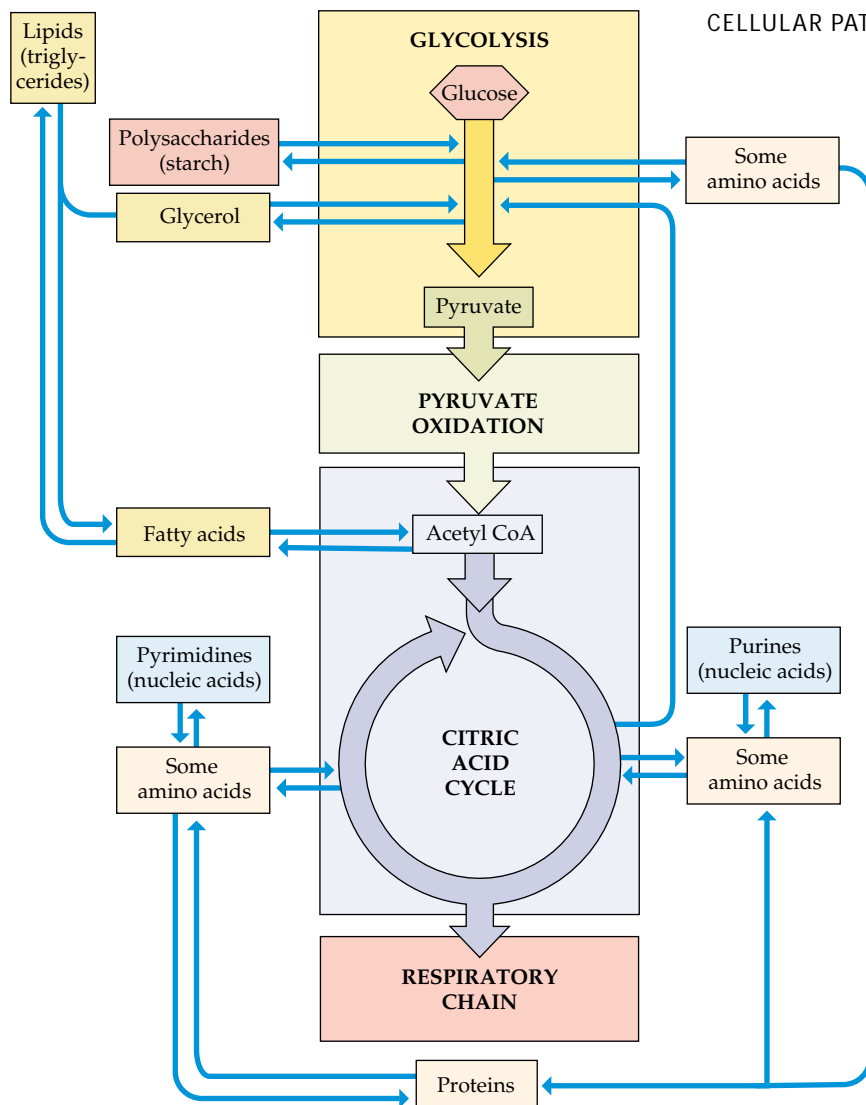 CELLULAR PAT
Lipids
(trigly-
cerides)
GLYCOLYSIS
Glucose
Polysaccharides
(starch)
Some
amino acids
Glycerol
Pyruvate
PYRUVATE
OXIDATION
Fatty acids
Acetyl CoA
Pyrimidines
(nucleic acids)
Purines
(nucleic acids)
Some
amino acids
CITRIC
ACID
CYCLE
Some
amino acids
RESPIRATORY
CHAIN
Proteins